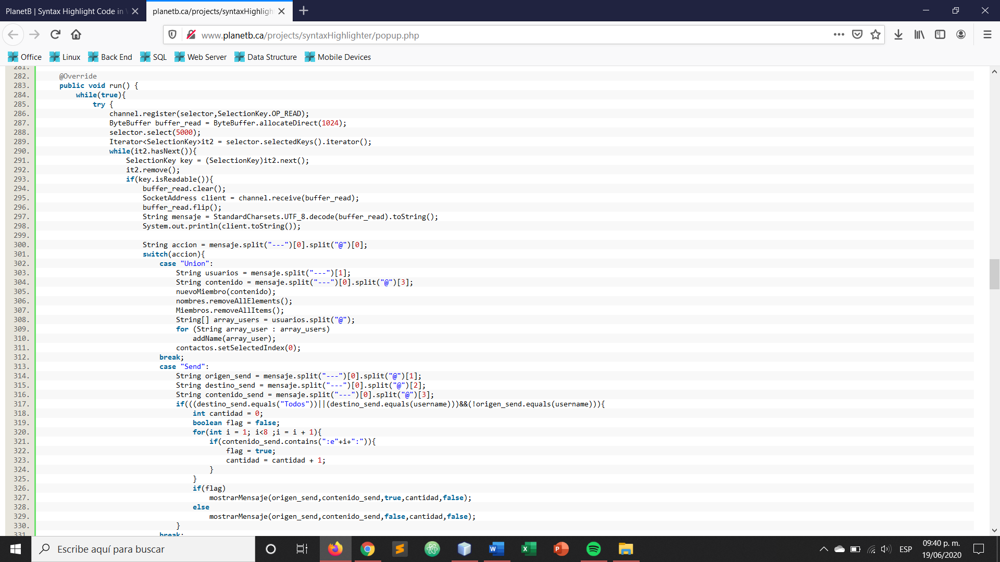 PlanetB | Syntax Highlight Code in
planetb.ca/projects/syntaxHighligh
www.planetb.ca/projects/syntaxHighlighter/popup.php
Office Linux Back End SQL Web Server Data Structure Mobile Devices
281.
282. @Override
283. public void run() {
284. while(true){
285. try {
286. channel.register(selector,SelectionKey.OP_READ);
287. ByteBuffer buffer_read = ByteBuffer.allocateDirect(1024);
288. selector.select(5000);
289. Iterator<SelectionKey>it2 = selector.selectedKeys().iterator();
290. while(it2.hasNext()){
291. SelectionKey key = (SelectionKey)it2.next();
292. it2.remove();
293. if(key.isReadable()){
294. buffer_read.clear();
295. SocketAddress client = channel.receive(buffer_read);
296. buffer_read.flip();
297. String mensaje = StandardCharsets.UTF_8.decode(buffer_read).toString();
298. System.out.println(client.toString());
299.
300. String accion = mensaje.split("---")[0].split("@")[0];
301. switch(accion){
302. case "Union":
303. String usuarios = mensaje.split("---")[1];
304. String contenido = mensaje.split("---")[0].split("@")[3];
305. nuevoMiembro(contenido);
306. nombres.removeAllElements();
307. Miembros.removeAllItems();
308. String[] array_users = usuarios.split("@");
309. for (String array_user : array_users)
310. addName(array_user);
311. contactos.setSelectedIndex(0);
312. break;
313. case "Send":
314. String origen_send = mensaje.split("---")[0].split("@")[1];
315. String destino_send = mensaje.split("---")[0].split("@")[2];
316. String contenido_send = mensaje.split("---")[0].split("@")[3];
317. if(((destino_send.equals("Todos"))||(destino_send.equals(username)))&&(!origen_send.equals(username))){
318. int cantidad = 0;
319. boolean flag = false;
320. for(int i = 1; i<8 ;i = i + 1){
321. if(contenido_send.contains(":e"+i+":")){
322. flag = true;
323. cantidad = cantidad + 1;
324. }
325. }
326. if(flag)
327. mostrarMensaje(origen_send,contenido_send,true,cantidad,false);
328. else
329. mostrarMensaje(origen_send,contenido_send,false,cantidad,false);
330. }
331. break;
Escribe aquí para buscar
ESP
09:40 p. m.
19/06/2020